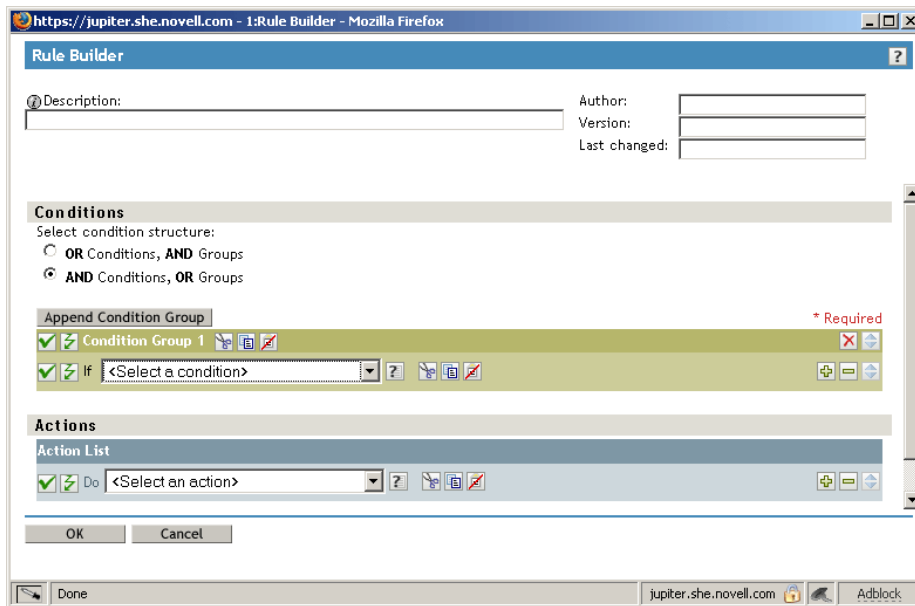 https://jupiter.she.novell.com - 1:Rule Builder - Mozilla Firefox
Rule Builder ?
Description:
Author:
Version:
Last changed:
Conditions
Select condition structure:
OR Conditions, AND Groups
AND Conditions, OR Groups
Append Condition Group * Required
Condition Group 1
If <Select a condition> ?
Actions
Action List
Do <Select an action> ?
OK Cancel
Done jupiter.she.novell.com Adblock